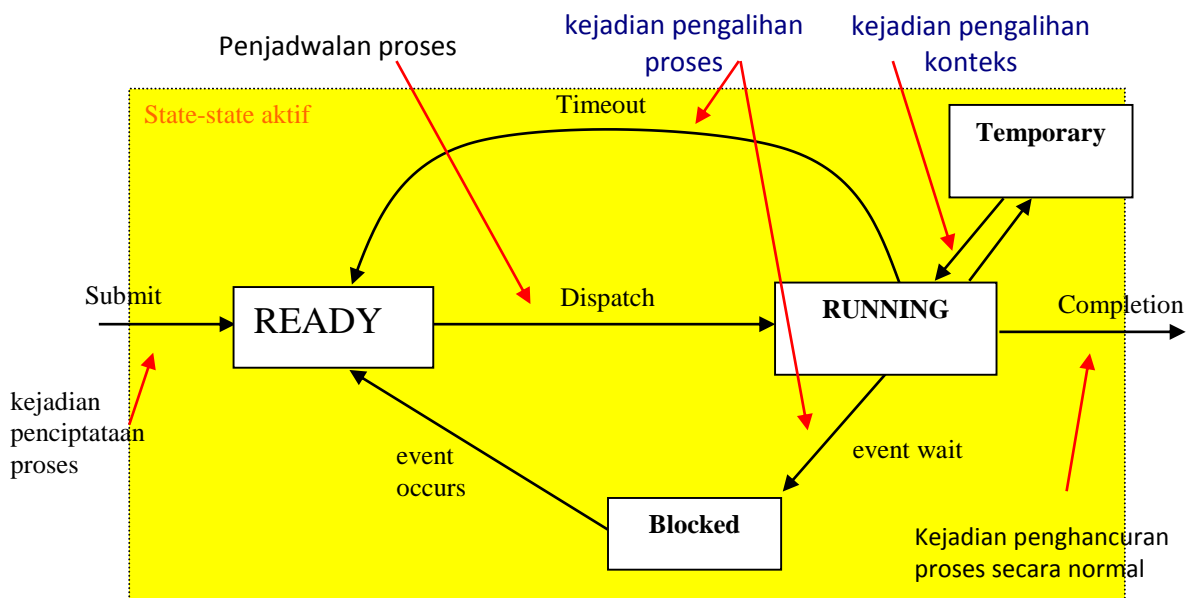 Penjadwalan proses
kejadian pengalihan
proses
kejadian pengalihan
konteks
State-state aktif
Timeout
Temporary
Submit
READY
Dispatch
RUNNING
Completion
kejadian
penciptataan
proses
event
occurs
event wait
Blocked
Kejadian penghancuran
proses secara normal